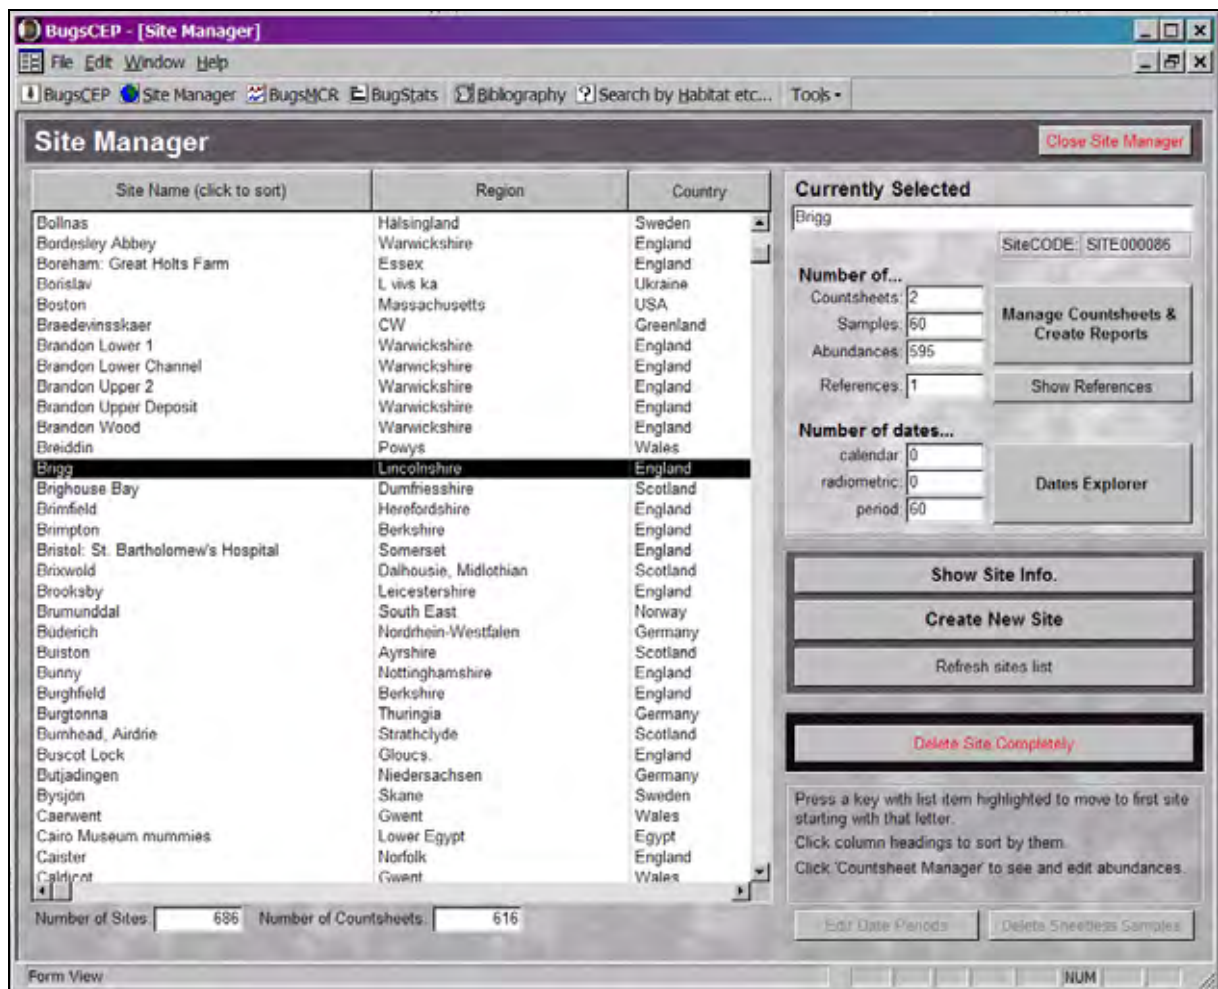 BugsCEP - [Site Manager]
File Edit Window Help
BugsCEP Site Manager BugsMCR BugStats Bibliography Search by Habitat etc... Tools
Site Manager Close Site Manager
Site Name (click to sort) Region Country
Bollnas Hälsingland Sweden
Bordesley Abbey Warwickshire England
Boreham: Great Holts Farm Essex England
Borislav L vivs ka Ukraine
Boston Massachusetts USA
Braedevinsskaer CW Greenland
Brandon Lower 1 Warwickshire England
Brandon Lower Channel Warwickshire England
Brandon Upper 2 Warwickshire England
Brandon Upper Deposit Warwickshire England
Brandon Wood Warwickshire England
Breiddin Powys Wales
Brigg Lincolnshire England
Brighouse Bay Dumfriesshire Scotland
Brimfield Herefordshire England
Brimpton Berkshire England
Bristol: St. Bartholomew's Hospital Somerset England
Brixwold Dalhousie, Midlothian Scotland
Brooksby Leicestershire England
Brumunddal South East Norway
Büderich Nordrhein-Westfalen Germany
Buiston Ayrshire Scotland
Bunny Nottinghamshire England
Burghfield Berkshire England
Burgtonna Thuringia Germany
Burnhead, Airdrie Strathclyde Scotland
Buscot Lock Gloucs. England
Butjadingen Niedersachsen Germany
Bysjön Skane Sweden
Caerwent Gwent Wales
Cairo Museum mummies Lower Egypt Egypt
Caister Norfolk England
Caldicot Gwent Wales
Number of Sites: 686 Number of Countsheets: 616
Currently Selected
Brigg
SiteCODE: SITE000086
Number of...
Countsheets: 2
Samples: 60
Abundances: 595
References: 1
Manage Countsheets &
Create Reports
Show References
Number of dates...
calendar: 0
radiometric: 0
period: 60
Dates Explorer
Show Site Info.
Create New Site
Refresh sites list
Delete Site Completely
Press a key with list item highlighted to move to first site
starting with that letter.
Click column headings to sort by them.
Click 'Countsheet Manager' to see and edit abundances.
Edit Date Periods Delete Sheetless Samples
Form View NUM